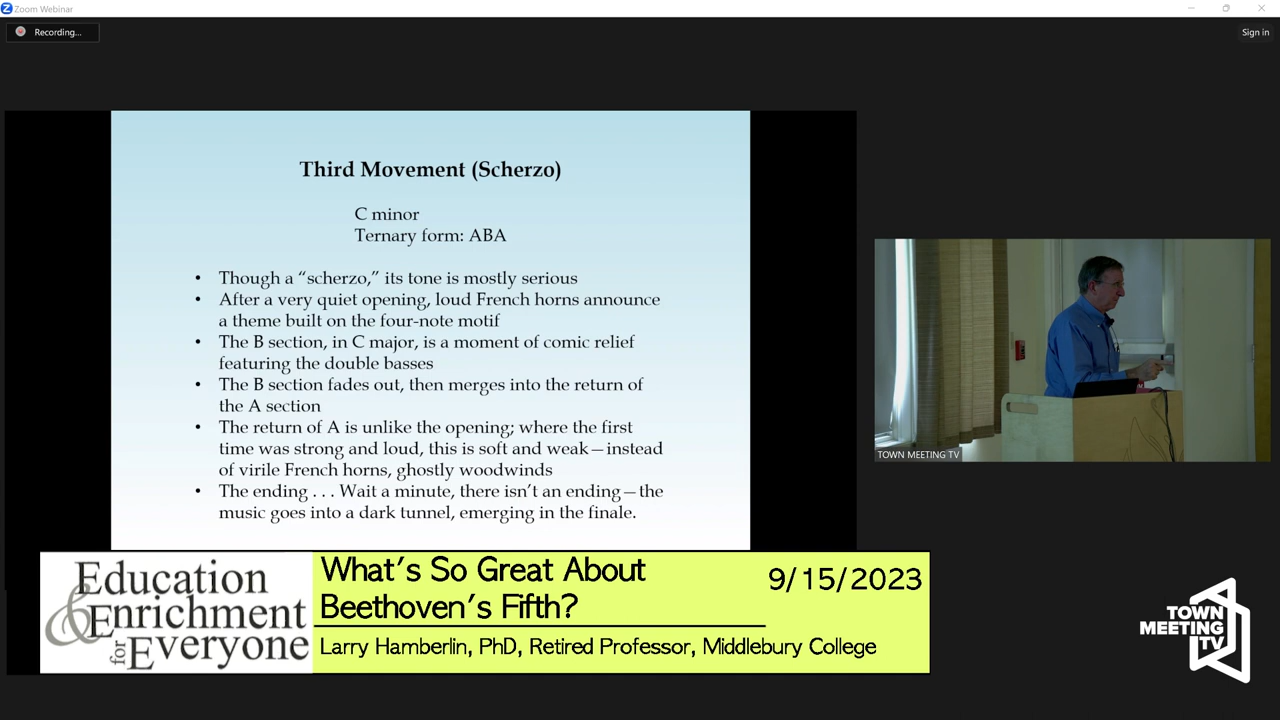 Zoom Webinar
Recording...
Sign in
Third Movement (Scherzo)
C minor
Ternary form: ABA
• Though a “scherzo,” its tone is mostly serious
• After a very quiet opening, loud French horns announce
a theme built on the four-note motif
• The B section, in C major, is a moment of comic relief
featuring the double basses
• The B section fades out, then merges into the return of
the A section
• The return of A is unlike the opening; where the first
time was strong and loud, this is soft and weak—instead
of virile French horns, ghostly woodwinds
• The ending . . . Wait a minute, there isn’t an ending—the
music goes into a dark tunnel, emerging in the finale.
TOWN MEETING TV
Education
& Enrichment
for Everyone
What’s So Great About
Beethoven’s Fifth?
9/15/2023
Larry Hamberlin, PhD, Retired Professor, Middlebury College
TOWN
MEETING
TV